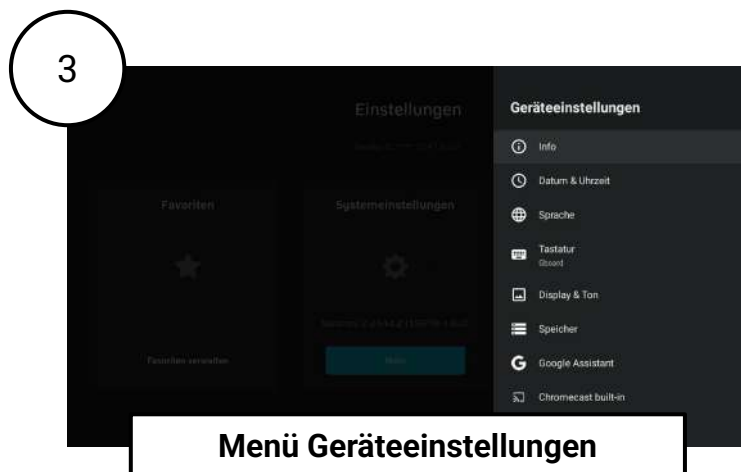 3
Einstellungen
Favoriten
Systemeinstellungen
Favoriten verwalten
Mehr
Geräteeinstellungen
Info
Datum & Uhrzeit
Sprache
Tastatur
Gboard
Display & Ton
Speicher
Google Assistant
Chromecast built-in
Menü Geräteeinstellungen